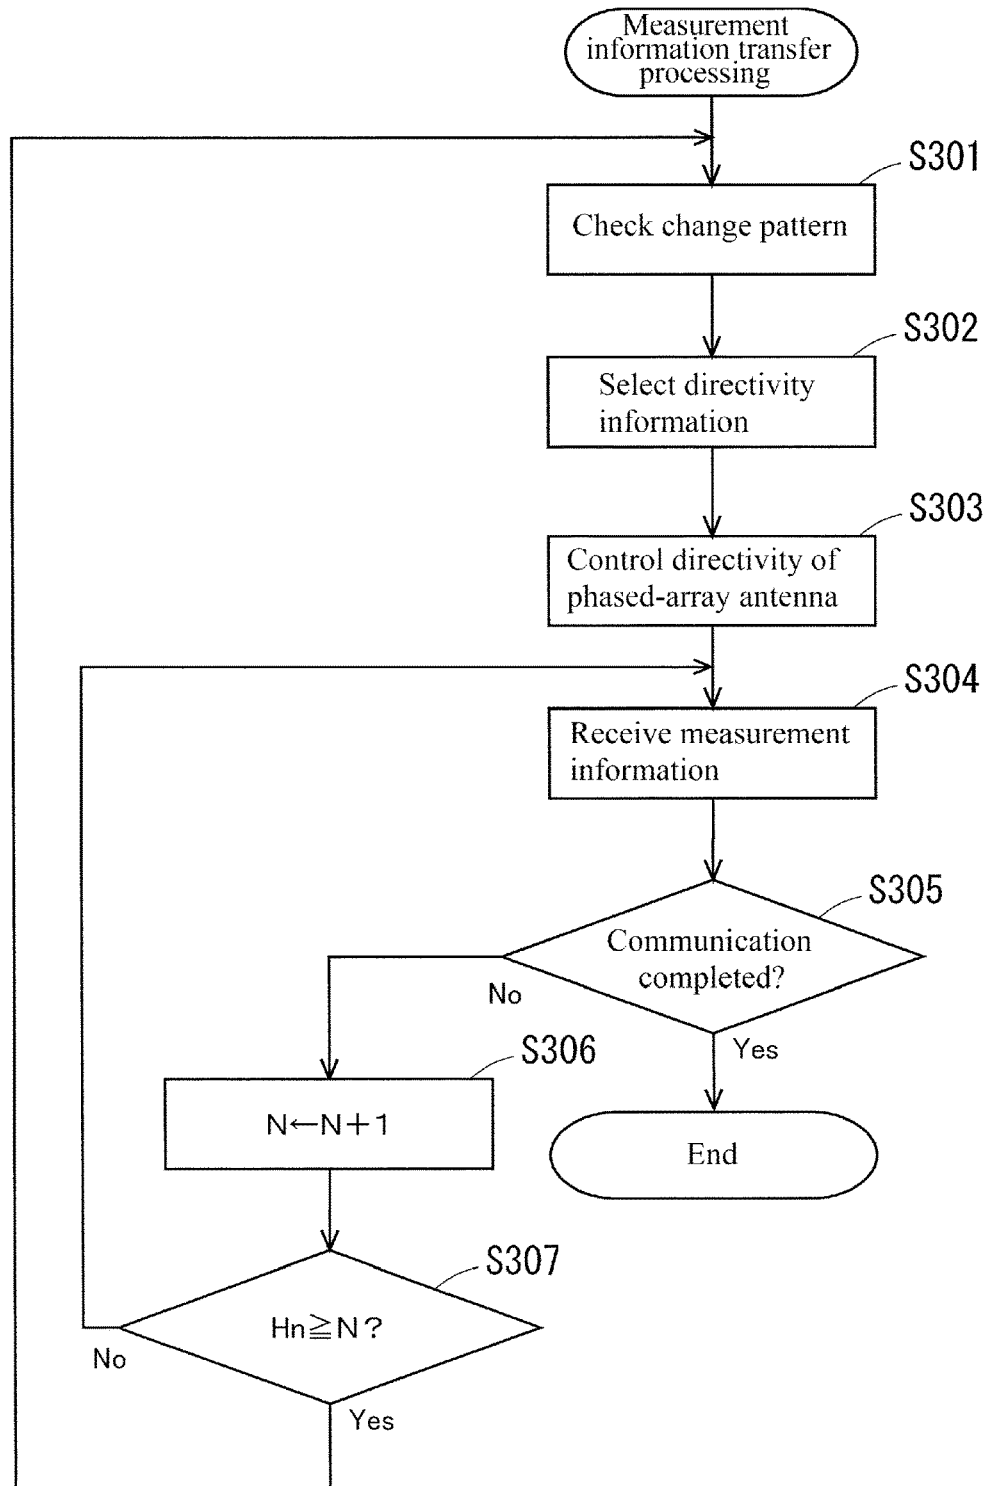 Measurement
information transfer
processing
S301
Check change pattern
S302
Select directivity
information
S303
Control directivity of
phased-array antenna
S304
Receive measurement
information
S305
Communication
completed?
No
Yes
S306
N←N+1
End
S307
Hn≧N?
No
Yes